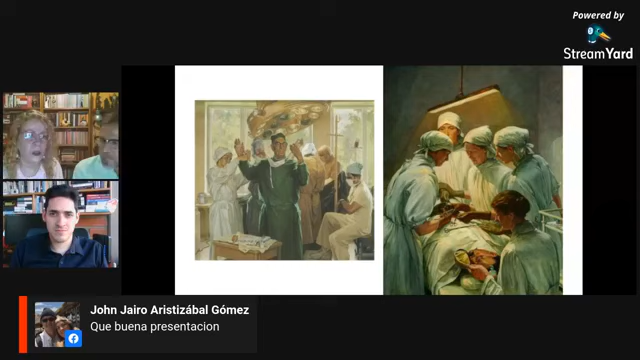 Powered by
StreamYard
John Jairo Aristizábal Gómez
Que buena presentacion